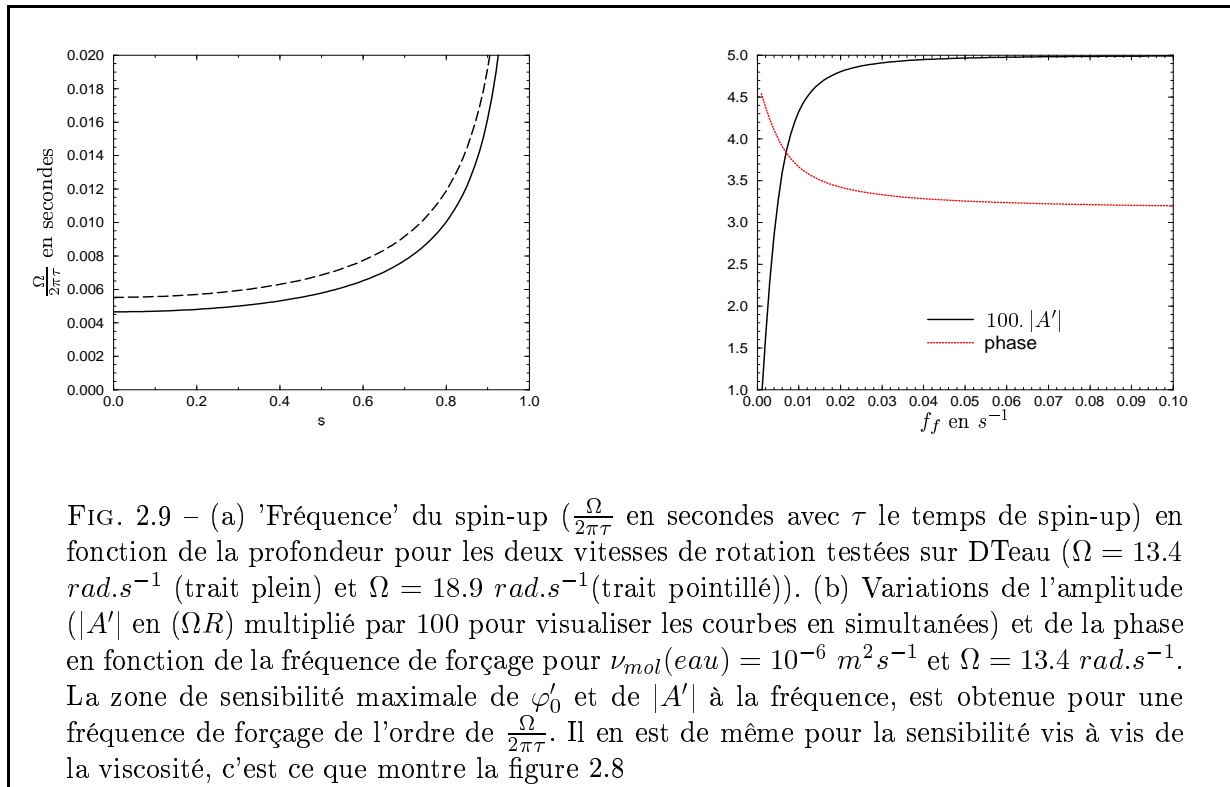 0.020
0.018
0.016
0.014
0.012
0.010
0.008
0.006
0.004
0.002
0.000
Ω/2πτ en secondes
0.0 0.2 0.4 0.6 0.8 1.0
s
5.0
4.5
4.0
3.5
3.0
2.5
2.0
1.5
1.0
100. |A′|
phase
0.00 0.01 0.02 0.03 0.04 0.05 0.06 0.07 0.08 0.09 0.10
f_f en s⁻¹
FIG. 2.9 – (a) 'Fréquence' du spin-up (Ω/2πτ en secondes avec τ le temps de spin-up) en
fonction de la profondeur pour les deux vitesses de rotation testées sur DTeau (Ω = 13.4
rad.s⁻¹ (trait plein) et Ω = 18.9 rad.s⁻¹(trait pointillé)). (b) Variations de l'amplitude
(|A′| en (ΩR) multiplié par 100 pour visualiser les courbes en simultanées) et de la phase
en fonction de la fréquence de forçage pour ν_mol(eau) = 10⁻⁶ m²s⁻¹ et Ω = 13.4 rad.s⁻¹.
La zone de sensibilité maximale de φ′₀ et de |A′| à la fréquence, est obtenue pour une
fréquence de forçage de l'ordre de Ω/2πτ. Il en est de même pour la sensibilité vis à vis de
la viscosité, c'est ce que montre la figure 2.8